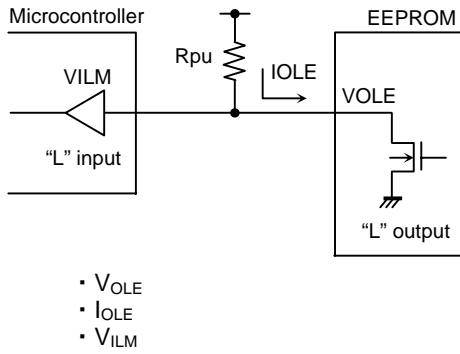 Microcontroller
EEPROM
Rpu
IOLE
VILM
VOLE
“L” input
“L” output
・VOLE
・IOLE
・VILM